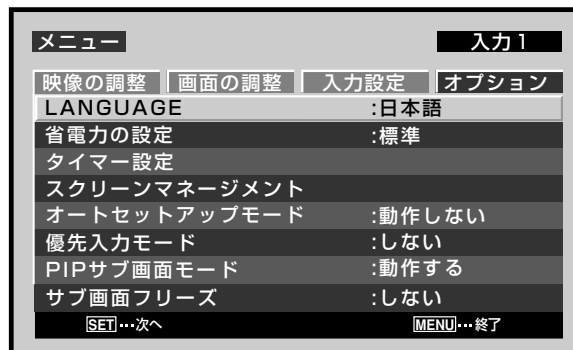 メニュー 入力1
映像の調整 画面の調整 入力設定 オプション
LANGUAGE :日本語
省電力の設定 :標準
タイマー設定
スクリーンマネージメント
オートセットアップモード :動作しない
優先入力モード :しない
PIPサブ画面モード :動作する
サブ画面フリーズ :しない
SET…次へ MENU…終了